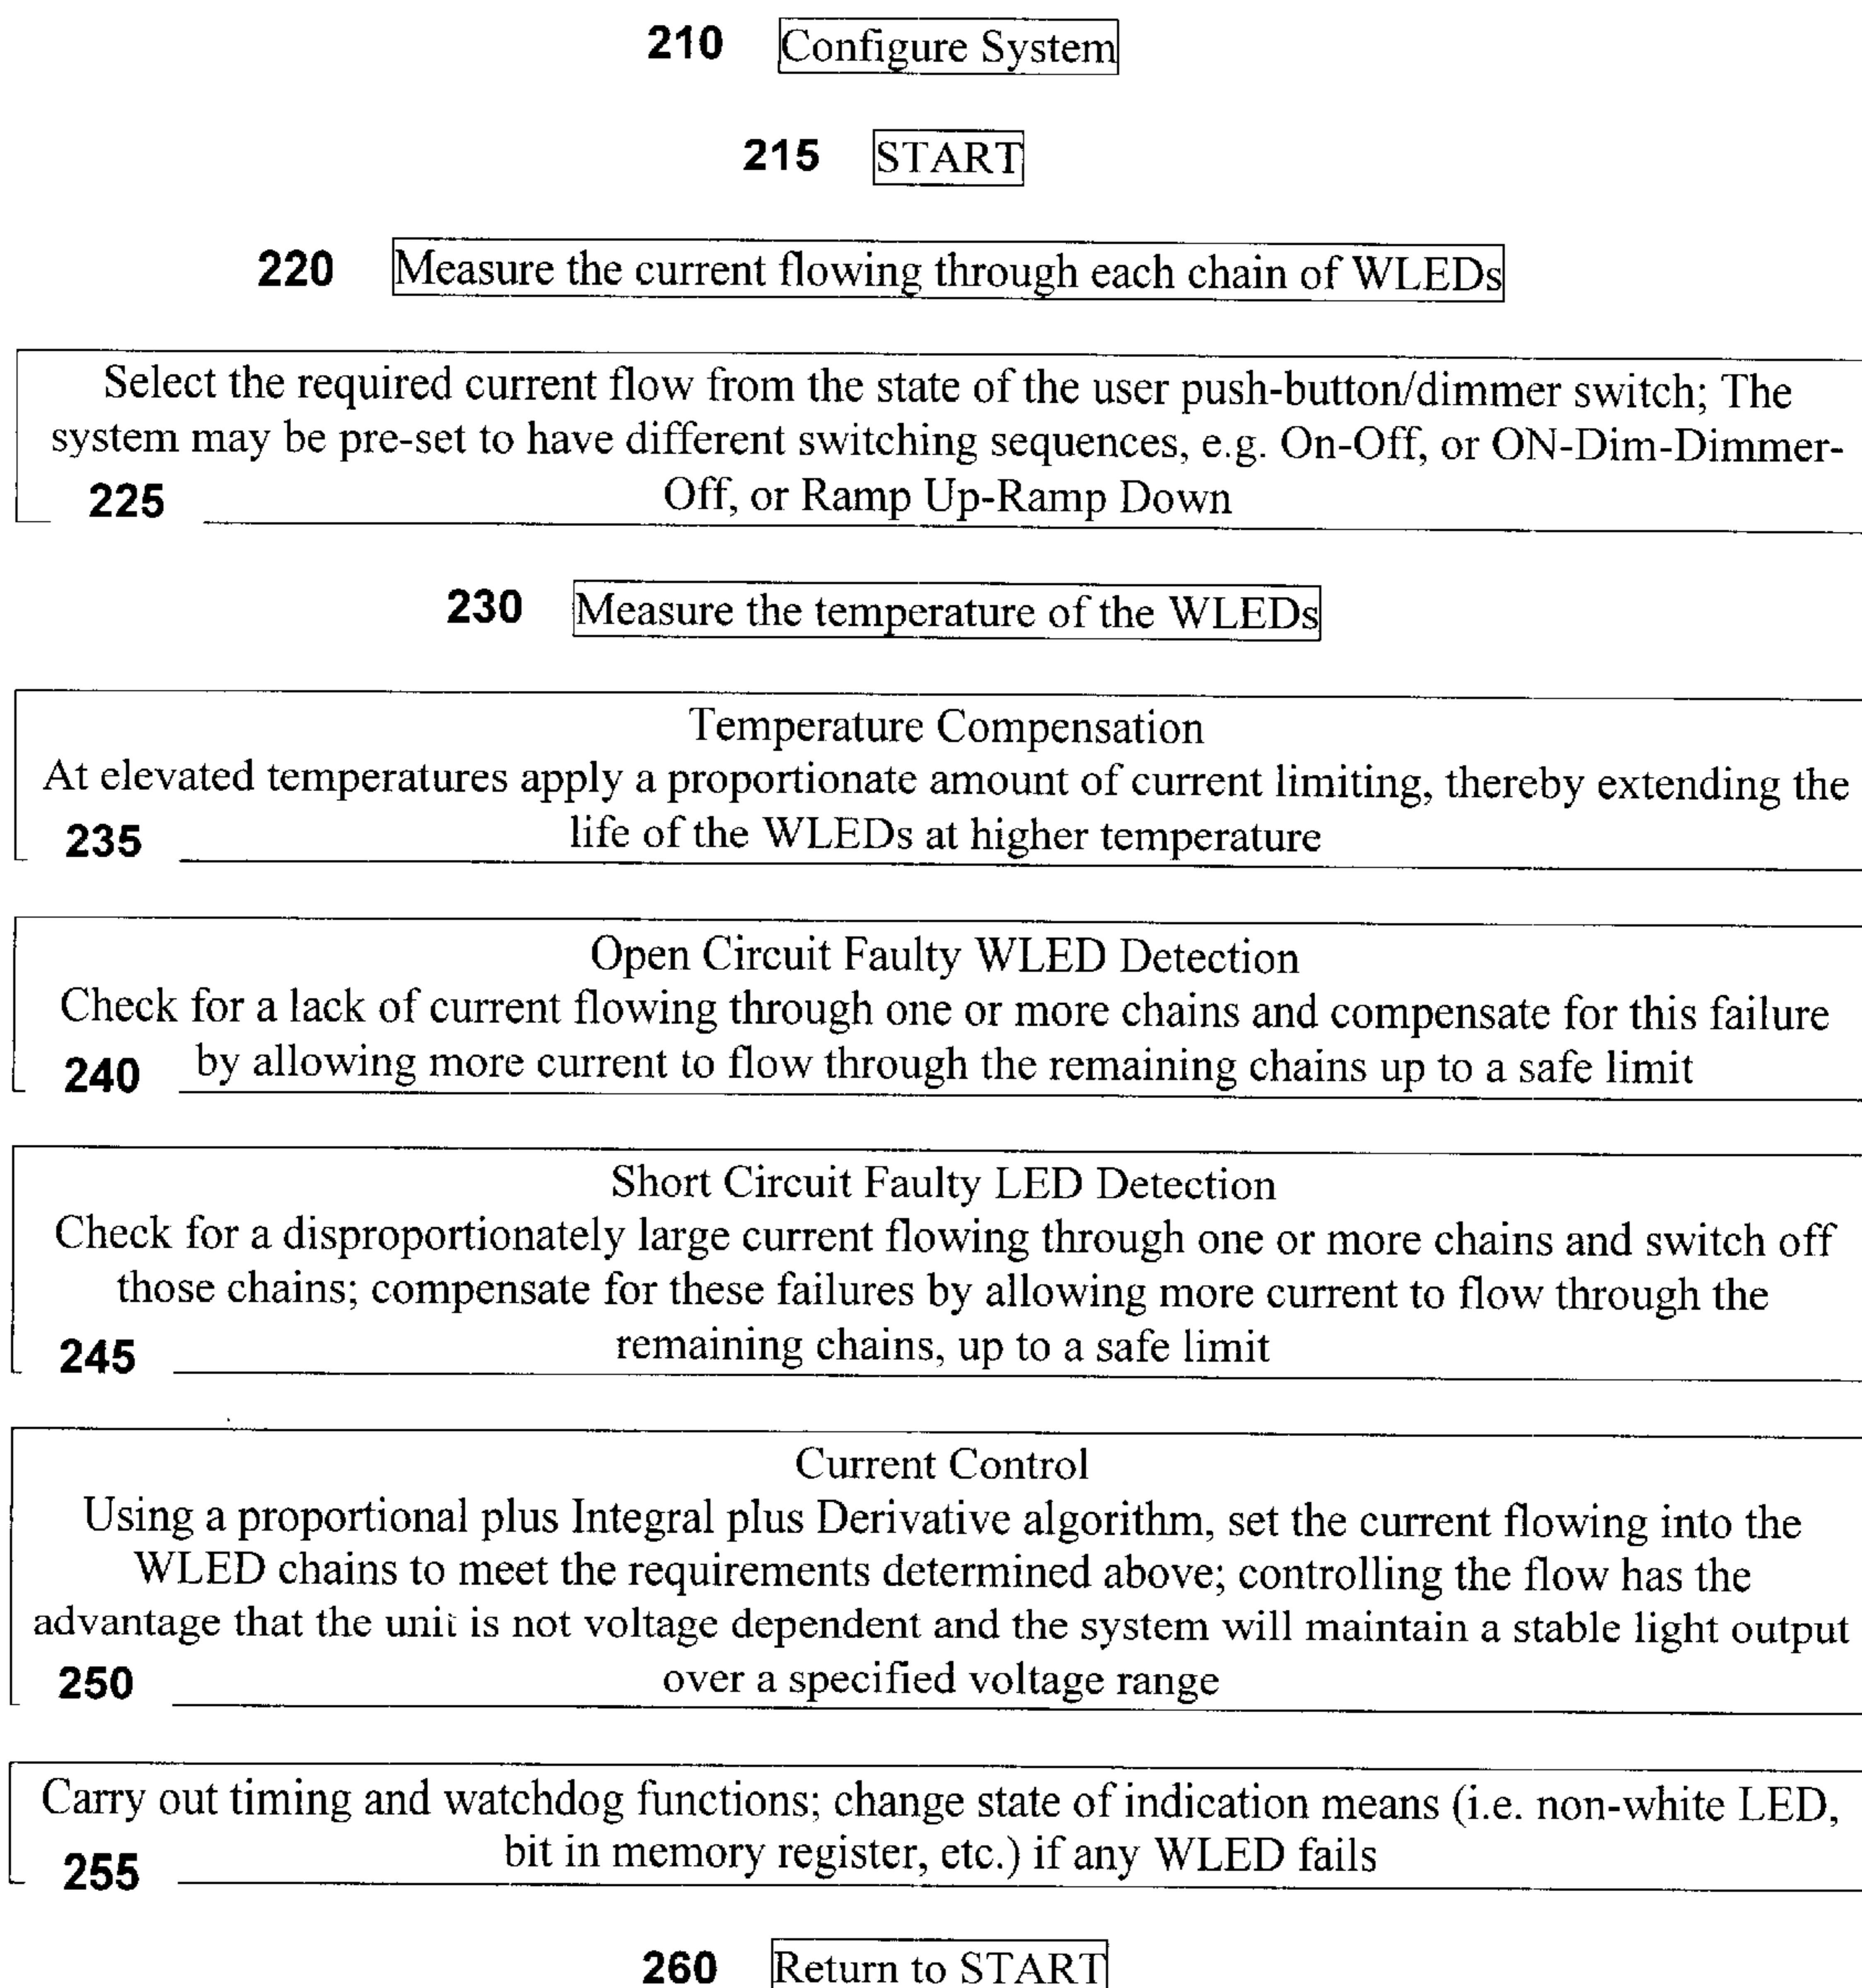 210 Configure System
215 START
220 Measure the current flowing through each chain of WLEDs
Select the required current flow from the state of the user push-button/dimmer switch; The
system may be pre-set to have different switching sequences, e.g. On-Off, or ON-Dim-Dimmer-
225 Off, or Ramp Up-Ramp Down
230 Measure the temperature of the WLEDs
Temperature Compensation
At elevated temperatures apply a proportionate amount of current limiting, thereby extending the
235 life of the WLEDs at higher temperature
Open Circuit Faulty WLED Detection
Check for a lack of current flowing through one or more chains and compensate for this failure
240 by allowing more current to flow through the remaining chains up to a safe limit
Short Circuit Faulty LED Detection
Check for a disproportionately large current flowing through one or more chains and switch off
those chains; compensate for these failures by allowing more current to flow through the
245 remaining chains, up to a safe limit
Current Control
Using a proportional plus Integral plus Derivative algorithm, set the current flowing into the
WLED chains to meet the requirements determined above; controlling the flow has the
advantage that the unit is not voltage dependent and the system will maintain a stable light output
250 over a specified voltage range
Carry out timing and watchdog functions; change state of indication means (i.e. non-white LED,
255 bit in memory register, etc.) if any WLED fails
260 Return to START